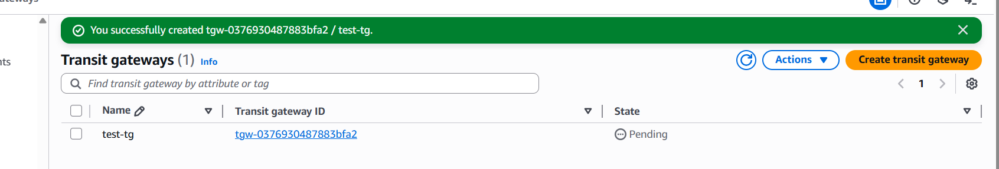 You successfully created tgw-0376930487883bfa2 / test-tg.
nts
Transit gateways (1) Info
Actions
Create transit gateway
Find transit gateway by attribute or tag
1
Name
Transit gateway ID
State
test-tg
tgw-0376930487883bfa2
Pending